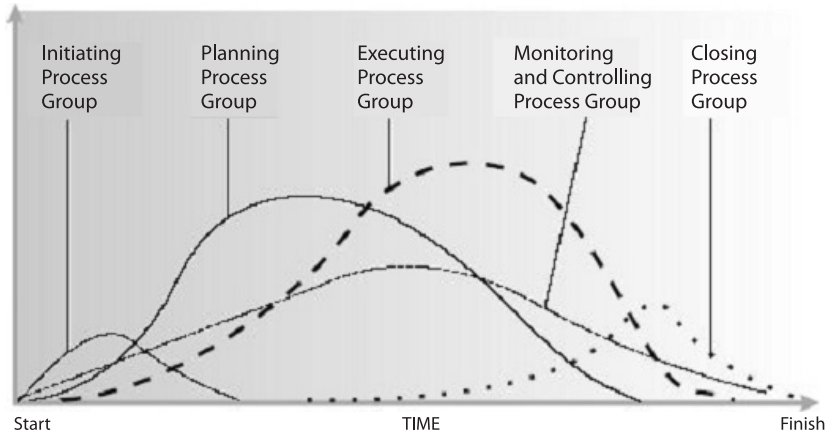 Initiating
Process
Group
Planning
Process
Group
Executing
Process
Group
Monitoring
and Controlling
Process Group
Closing
Process
Group
Start
TIME
Finish